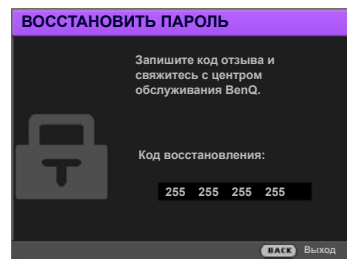 ВОССТАНОВИТЬ ПАРОЛЬ
Запишите код отзыва и
свяжитесь с центром
обслуживания BenQ.
Код восстановления:
255 255 255 255
BACK Выход